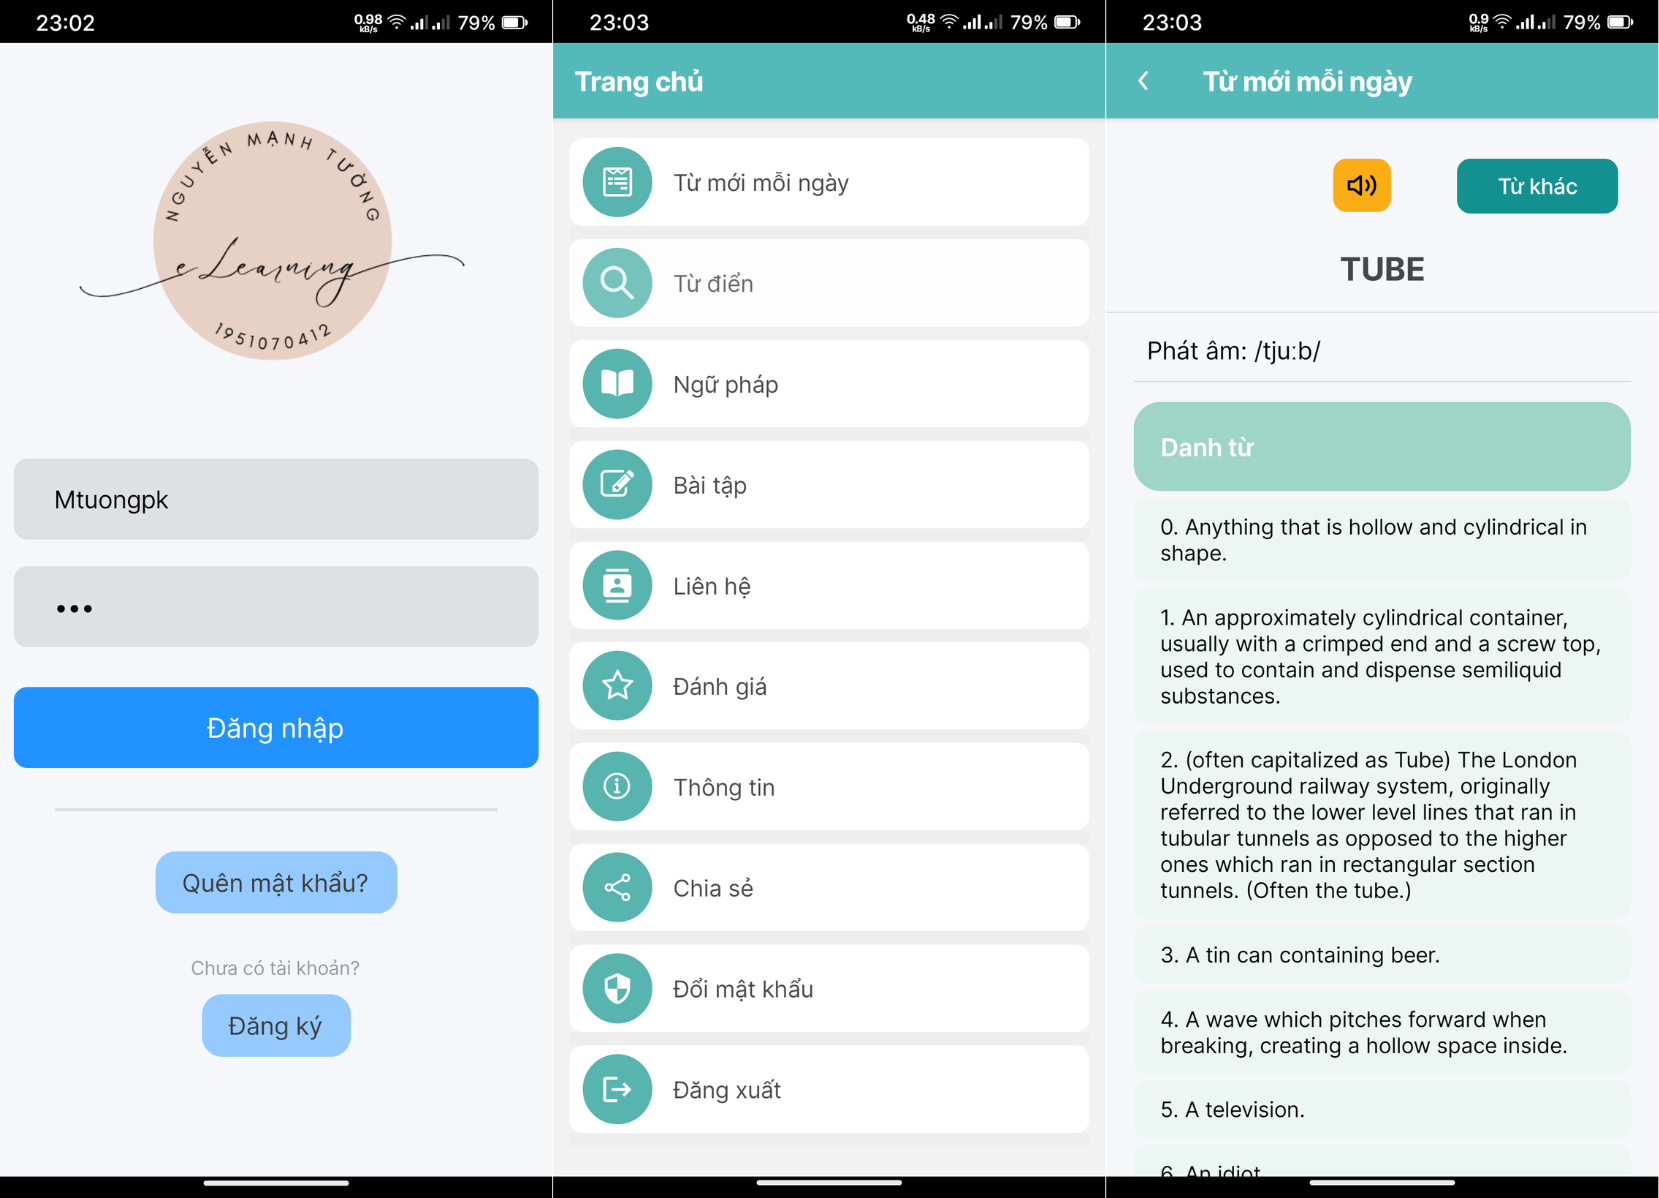 23:02
0.98
kB/s
79%
NGUYỄN MẠNH TƯỜNG
eLearning
1951070412
Mtuongpk
•••
Đăng nhập
Quên mật khẩu?
Chưa có tài khoản?
Đăng ký
23:03
0.48
kB/s
79%
Trang chủ
Từ mới mỗi ngày
Từ điển
Ngữ pháp
Bài tập
Liên hệ
Đánh giá
Thông tin
Chia sẻ
Đổi mật khẩu
Đăng xuất
23:03
0.9
kB/s
79%
Từ mới mỗi ngày
Từ khác
TUBE
Phát âm: /tjuːb/
Danh từ
0. Anything that is hollow and cylindrical in
shape.
1. An approximately cylindrical container,
usually with a crimped end and a screw top,
used to contain and dispense semiliquid
substances.
2. (often capitalized as Tube) The London
Underground railway system, originally
referred to the lower level lines that ran in
tubular tunnels as opposed to the higher
ones which ran in rectangular section
tunnels. (Often the tube.)
3. A tin can containing beer.
4. A wave which pitches forward when
breaking, creating a hollow space inside.
5. A television.
6. An idiot